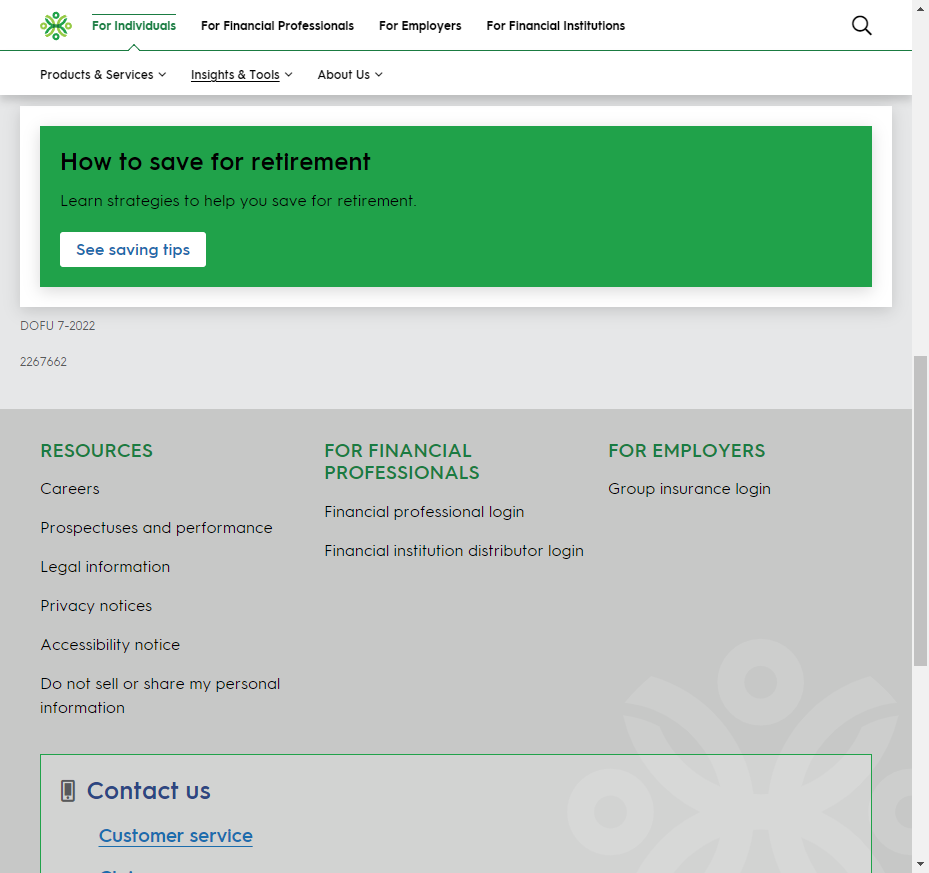 For Individuals
For Financial Professionals
For Employers
For Financial Institutions
Products & Services
Insights & Tools
About Us
How to save for retirement
Learn strategies to help you save for retirement.
See saving tips
DOFU 7-2022
2267662
RESOURCES
Careers
Prospectuses and performance
Legal information
Privacy notices
Accessibility notice
Do not sell or share my personal
information
FOR FINANCIAL
PROFESSIONALS
Financial professional login
Financial institution distributor login
FOR EMPLOYERS
Group insurance login
Contact us
Customer service